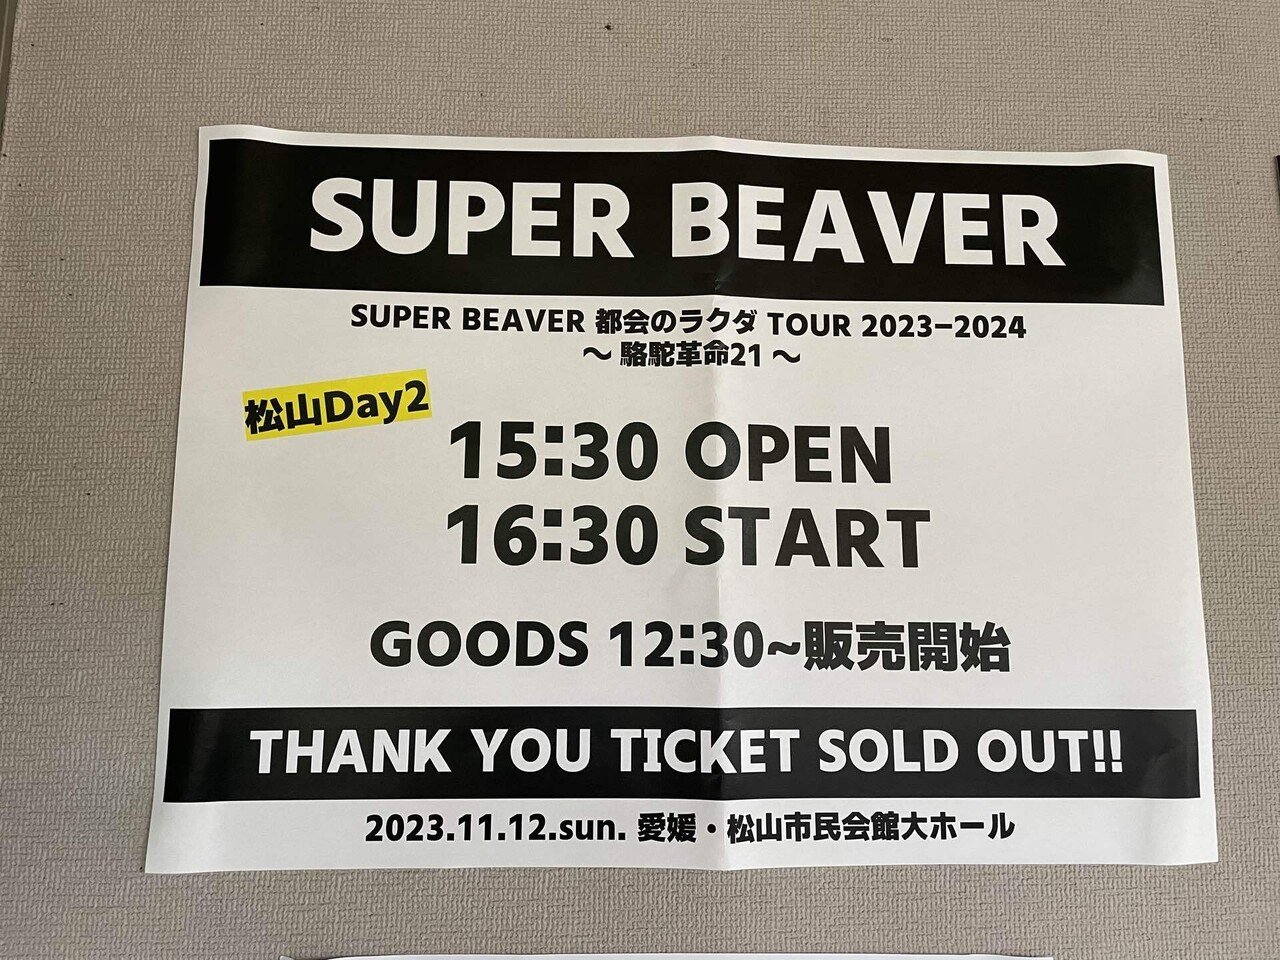 SUPER BEAVER
SUPER BEAVER 都会のラクダ TOUR 2023-2024
～ 駱駝革命21 ～
松山Day2
15:30 OPEN
16:30 START
GOODS 12:30~販売開始
THANK YOU TICKET SOLD OUT!!
2023.11.12.sun. 愛媛・松山市民会館大ホール